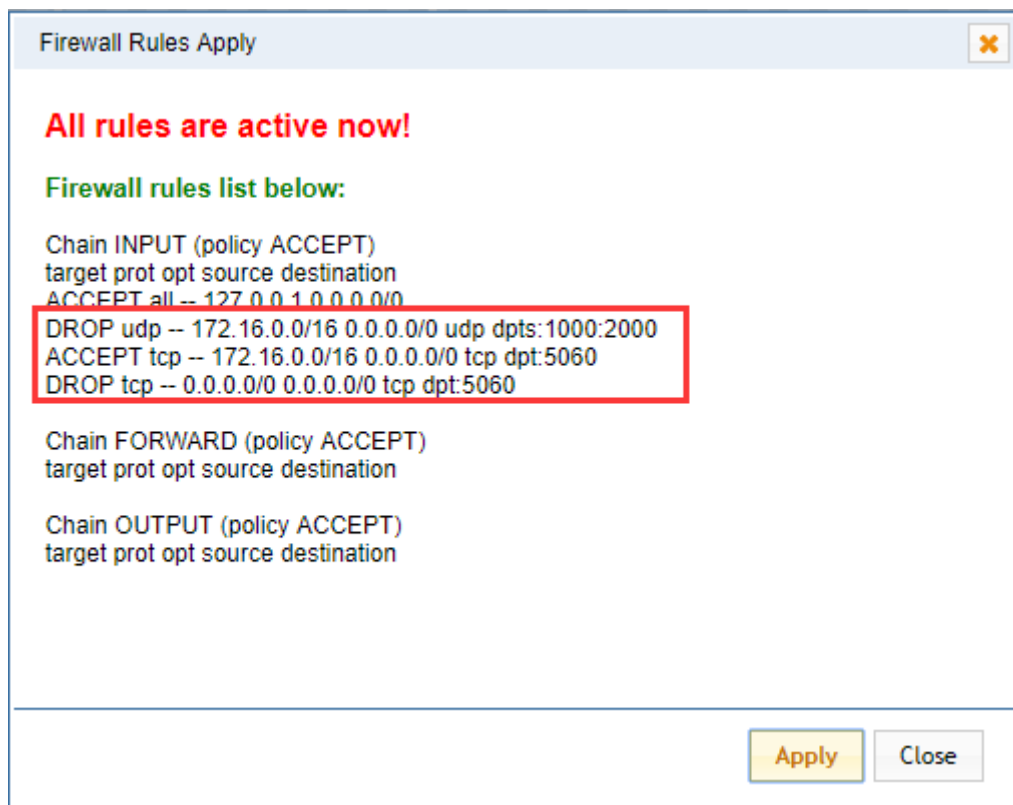 Firewall Rules Apply
All rules are active now!
Firewall rules list below:
Chain INPUT (policy ACCEPT)
target prot opt source destination
ACCEPT all -- 127.0.0.1 0.0.0.0/0
DROP udp -- 172.16.0.0/16 0.0.0.0/0 udp dpts:1000:2000
ACCEPT tcp -- 172.16.0.0/16 0.0.0.0/0 tcp dpt:5060
DROP tcp -- 0.0.0.0/0 0.0.0.0/0 tcp dpt:5060
Chain FORWARD (policy ACCEPT)
target prot opt source destination
Chain OUTPUT (policy ACCEPT)
target prot opt source destination
Apply
Close